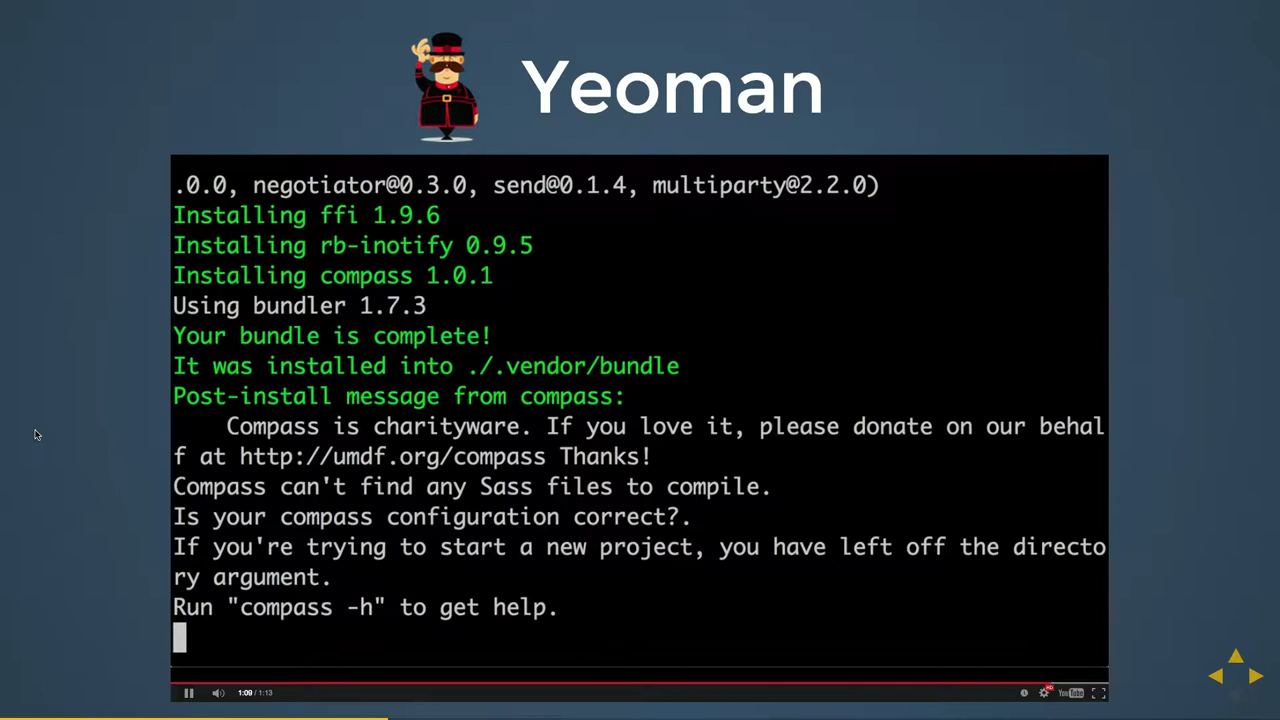 Yeoman
.0.0, negotiator@0.3.0, send@0.1.4, multiparty@2.2.0)
Installing ffi 1.9.6
Installing rb-inotify 0.9.5
Installing compass 1.0.1
Using bundler 1.7.3
Your bundle is complete!
It was installed into ./.vendor/bundle
Post-install message from compass:
    Compass is charityware. If you love it, please donate on our behal
f at http://umdf.org/compass Thanks!
Compass can't find any Sass files to compile.
Is your compass configuration correct?.
If you're trying to start a new project, you have left off the directo
ry argument.
Run "compass -h" to get help.
1:09 / 1:13 HD YouTube